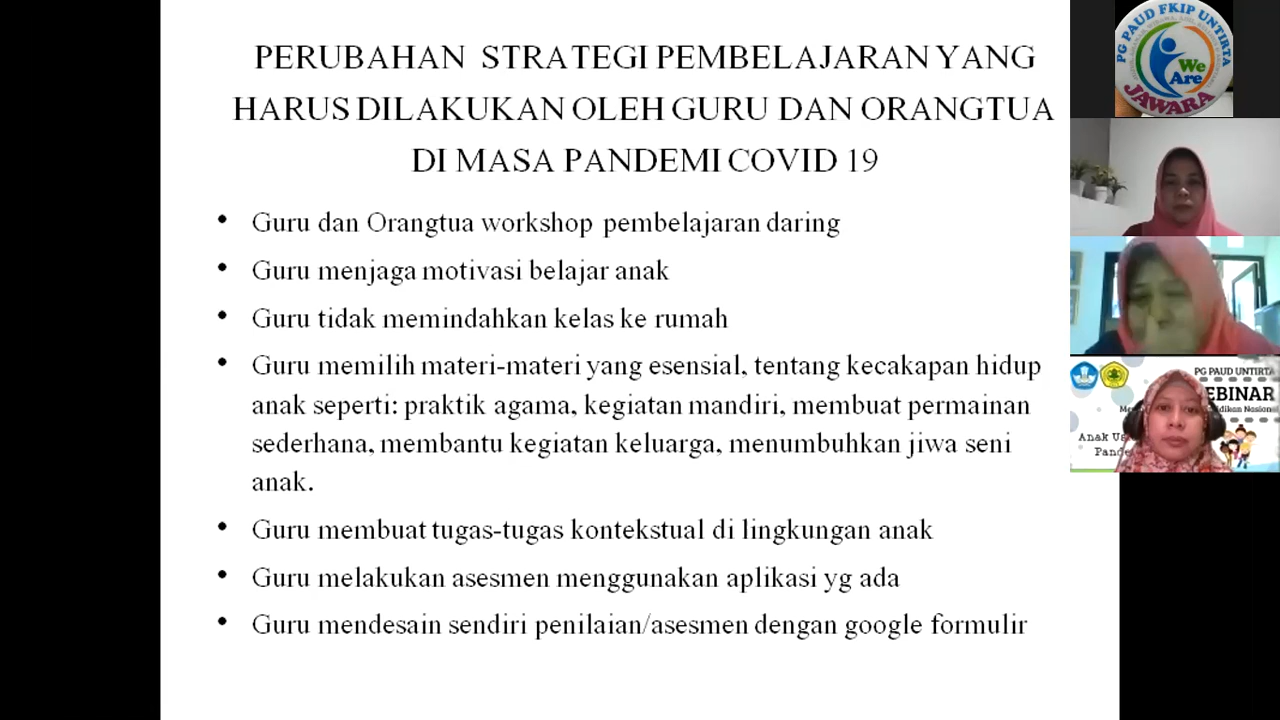 PERUBAHAN STRATEGI PEMBELAJARAN YANG
HARUS DILAKUKAN OLEH GURU DAN ORANGTUA
DI MASA PANDEMI COVID 19
• Guru dan Orangtua workshop pembelajaran daring
• Guru menjaga motivasi belajar anak
• Guru tidak memindahkan kelas ke rumah
• Guru memilih materi-materi yang esensial, tentang kecakapan hidup
anak seperti: praktik agama, kegiatan mandiri, membuat permainan
sederhana, membantu kegiatan keluarga, menumbuhkan jiwa seni
anak.
• Guru membuat tugas-tugas kontekstual di lingkungan anak
• Guru melakukan asesmen menggunakan aplikasi yg ada
• Guru mendesain sendiri penilaian/asesmen dengan google formulir
PG PAUD FKIP UNTIRTA
We
Are
JAWARA
PG PAUD UNTIRTA
EBINAR
Anak Us
Pande